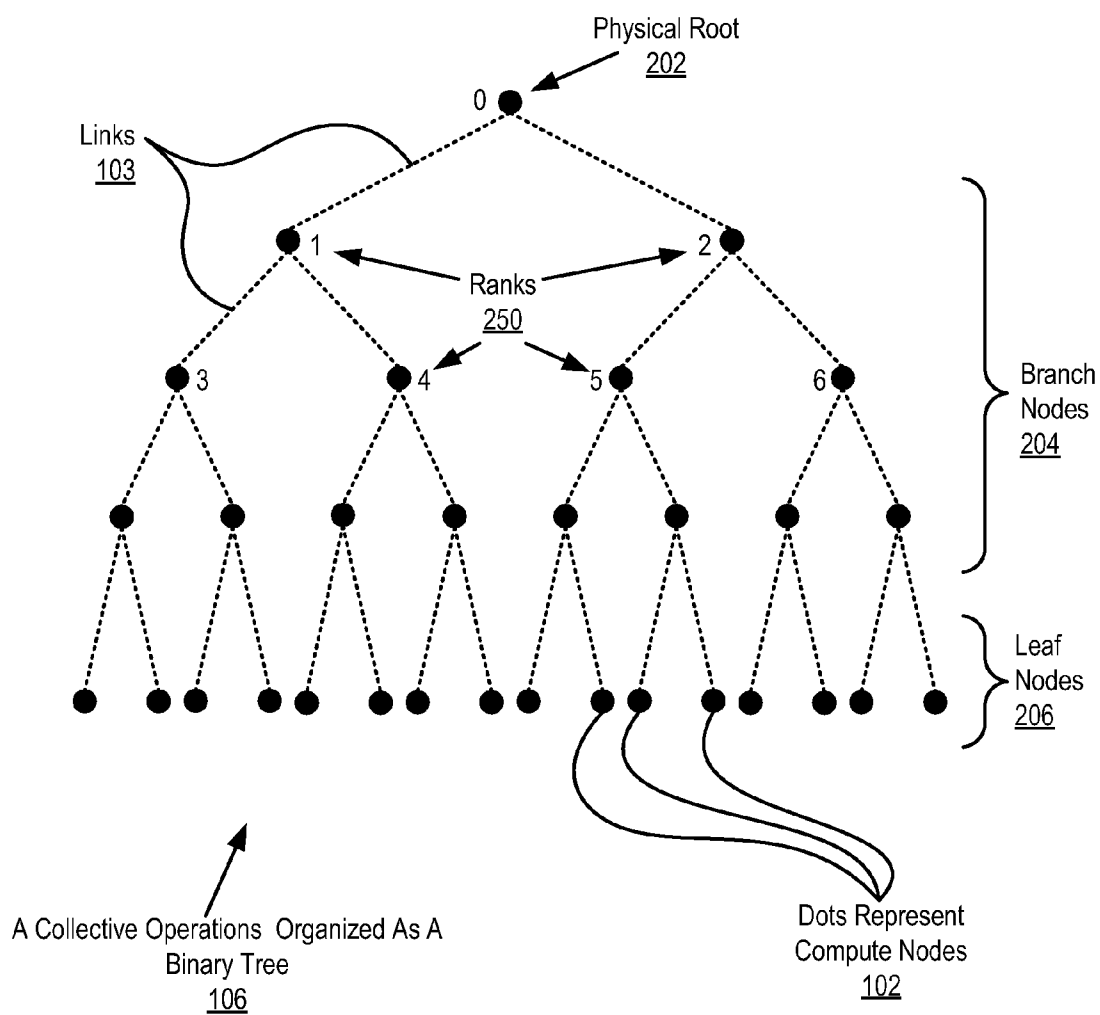 Physical Root
202
0
Links
103
1
2
Ranks
250
3
4
5
6
Branch
Nodes
204
Leaf
Nodes
206
A Collective Operations Organized As A
Binary Tree
106
Dots Represent
Compute Nodes
102